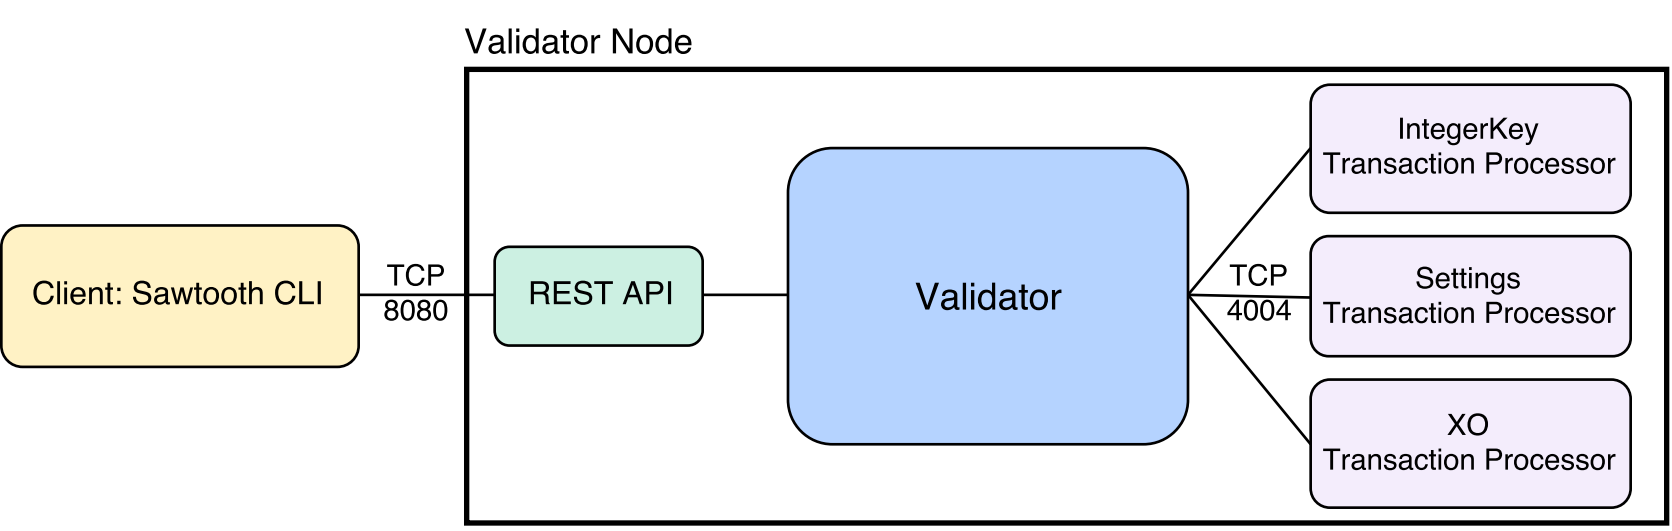 Validator Node
Client: Sawtooth CLI
TCP
8080
REST API
Validator
TCP
4004
IntegerKey
Transaction Processor
Settings
Transaction Processor
XO
Transaction Processor